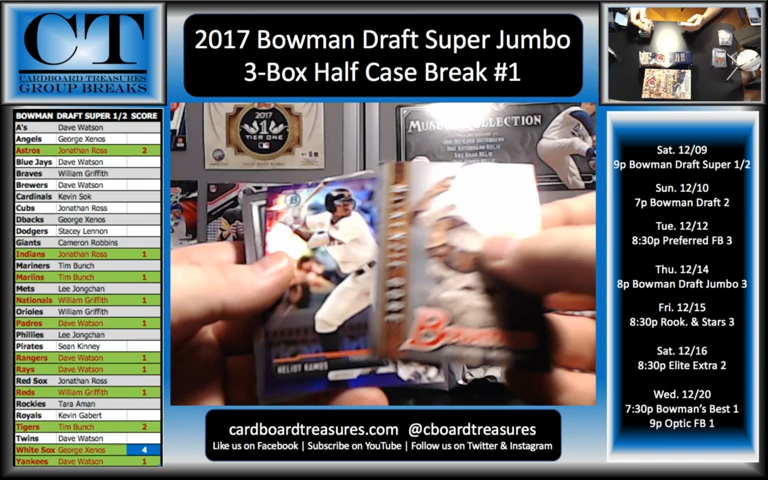 CT
CARDBOARD TREASURES
GROUP BREAKS
2017 Bowman Draft Super Jumbo
3-Box Half Case Break #1
BOWMAN DRAFT SUPER 1/2 SCORE
A's Dave Watson
Angels George Xenos
Astros Jonathan Ross 2
Blue Jays Dave Watson
Braves William Griffith
Brewers Dave Watson
Cardinals Kevin Sok
Cubs Jonathan Ross
Dbacks George Xenos
Dodgers Stacey Lennon
Giants Cameron Robbins
Indians Jonathan Ross 1
Mariners Tim Bunch
Marlins Tim Bunch 1
Mets Lee Jongchan
Nationals William Griffith 1
Orioles William Griffith
Padres Dave Watson 1
Phillies Lee Jongchan
Pirates Sean Kinney
Rangers Dave Watson 1
Rays Dave Watson 1
Red Sox Jonathan Ross
Reds William Griffith 1
Rockies Tara Aman
Royals Kevin Gabert
Tigers Tim Bunch 2
Twins Dave Watson
White Sox George Xenos 4
Yankees Dave Watson 1
2017
TIER ONE
MUSEUM COLLECTION
HELIOT RAMOS
Sat. 12/09
9p Bowman Draft Super 1/2
Sun. 12/10
7p Bowman Draft 2
Tue. 12/12
8:30p Preferred FB 3
Thu. 12/14
8p Bowman Draft Jumbo 3
Fri. 12/15
8:30p Rook. & Stars 3
Sat. 12/16
8:30p Elite Extra 2
Wed. 12/20
7:30p Bowman's Best 1
9p Optic FB 1
cardboardtreasures.com @cboardtreasures
Like us on Facebook | Subscribe on YouTube | Follow us on Twitter & Instagram